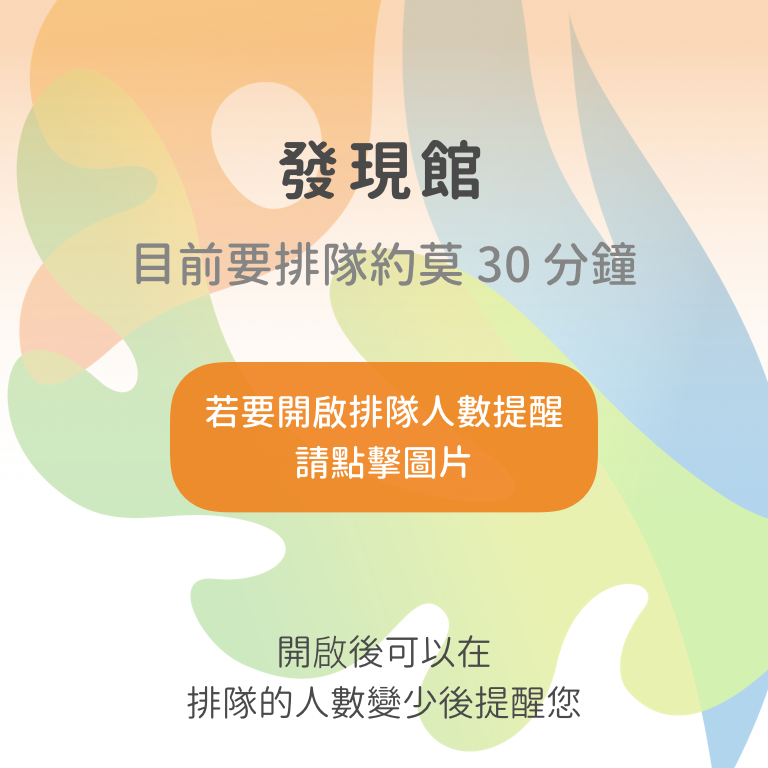 發現館
目前要排隊約莫 30 分鐘
若要開啟排隊人數提醒
請點擊圖片
開啟後可以在
排隊的人數變少後提醒您